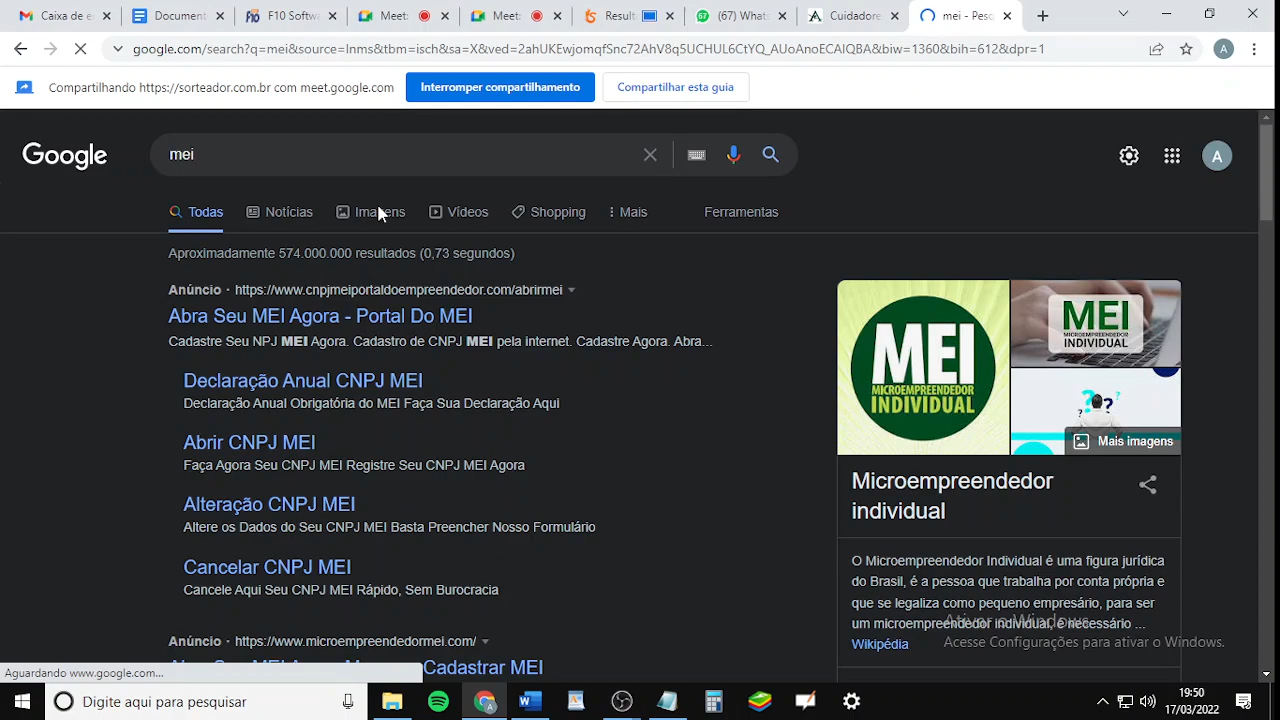 Caixa de e
Document
F10 Softwa
Meet:
Meet:
Result
(67) What
Cuidadore
mei - Pesq
google.com/search?q=mei&source=lnms&tbm=isch&sa=X&ved=2ahUKEwjomqfSnc72AhV8q5UCHUL6CtYQ_AUoAnoECAIQBA&biw=1360&bih=612&dpr=1
A
Compartilhando https://sorteador.com.br com meet.google.com
Interromper compartilhamento
Compartilhar esta guia
Google
mei
A
Todas
Notícias
Imagens
Vídeos
Shopping
Mais
Ferramentas
Aproximadamente 574.000.000 resultados (0,73 segundos)
Anúncio · https://www.cnpjmeiportaldoempreendedor.com/abrirmei
Abra Seu MEI Agora - Portal Do MEI
Cadastre Seu NPJ MEI Agora. Cadastro de CNPJ MEI pela internet. Cadastre Agora. Abra...
Declaração Anual CNPJ MEI
Declaração Anual Obrigatória do MEI Faça Sua Declaração Aqui
Abrir CNPJ MEI
Faça Agora Seu CNPJ MEI Registre Seu CNPJ MEI Agora
Alteração CNPJ MEI
Altere os Dados do Seu CNPJ MEI Basta Preencher Nosso Formulário
Cancelar CNPJ MEI
Cancele Aqui Seu CNPJ MEI Rápido, Sem Burocracia
Anúncio · https://www.microempreendedormei.com/
Cadastrar MEI
MEI
MICROEMPREENDEDOR
INDIVIDUAL
MEI
MICROEMPREENDEDOR
INDIVIDUAL
? ? ? ?
Mais imagens
Microempreendedor
individual
O Microempreendedor Individual é uma figura jurídica
do Brasil, é a pessoa que trabalha por conta própria e
que se legaliza como pequeno empresário, para ser
um microempreendedor individual, é necessário ...
Wikipédia
Ativar o Windows
Acesse Configurações para ativar o Windows.
Aguardando www.google.com...
Digite aqui para pesquisar
19:50
17/03/2022